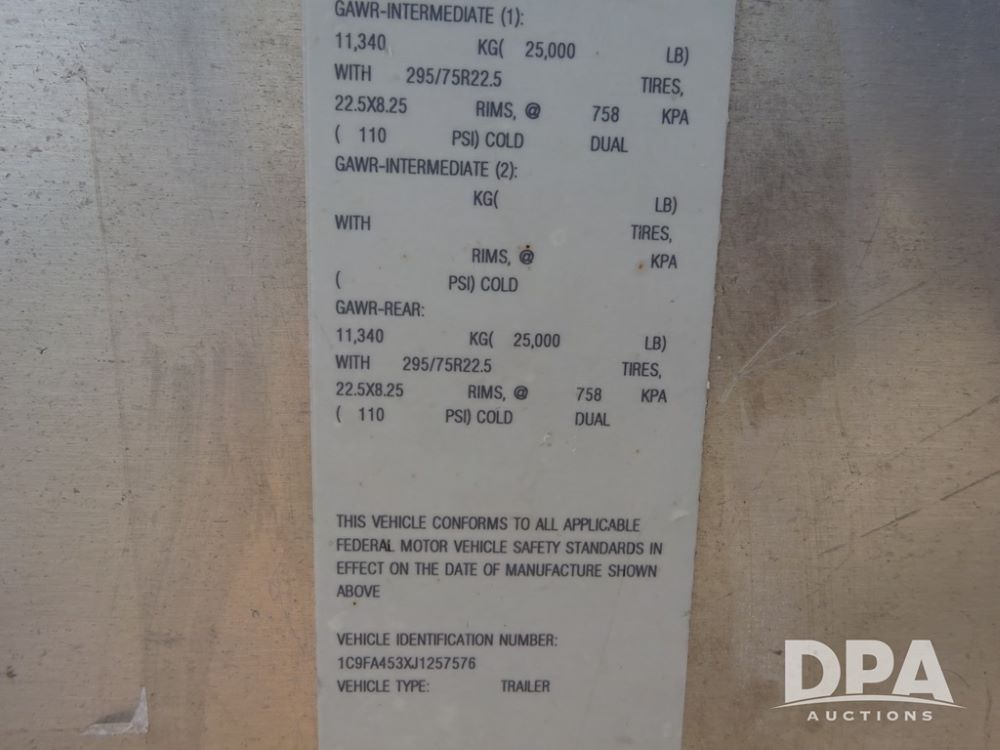 GAWR-INTERMEDIATE (1):
11,340 KG( 25,000 LB)
WITH 295/75R22.5 TIRES,
22.5X8.25 RIMS, @ 758 KPA
( 110 PSI) COLD DUAL
GAWR-INTERMEDIATE (2):
KG( LB)
WITH TIRES,
RIMS, @ KPA
( PSI) COLD
GAWR-REAR:
11,340 KG( 25,000 LB)
WITH 295/75R22.5 TIRES,
22.5X8.25 RIMS, @ 758 KPA
( 110 PSI) COLD DUAL
THIS VEHICLE CONFORMS TO ALL APPLICABLE
FEDERAL MOTOR VEHICLE SAFETY STANDARDS IN
EFFECT ON THE DATE OF MANUFACTURE SHOWN
ABOVE
VEHICLE IDENTIFICATION NUMBER:
1C9FA453XJ1257576
VEHICLE TYPE: TRAILER
DPA
AUCTIONS